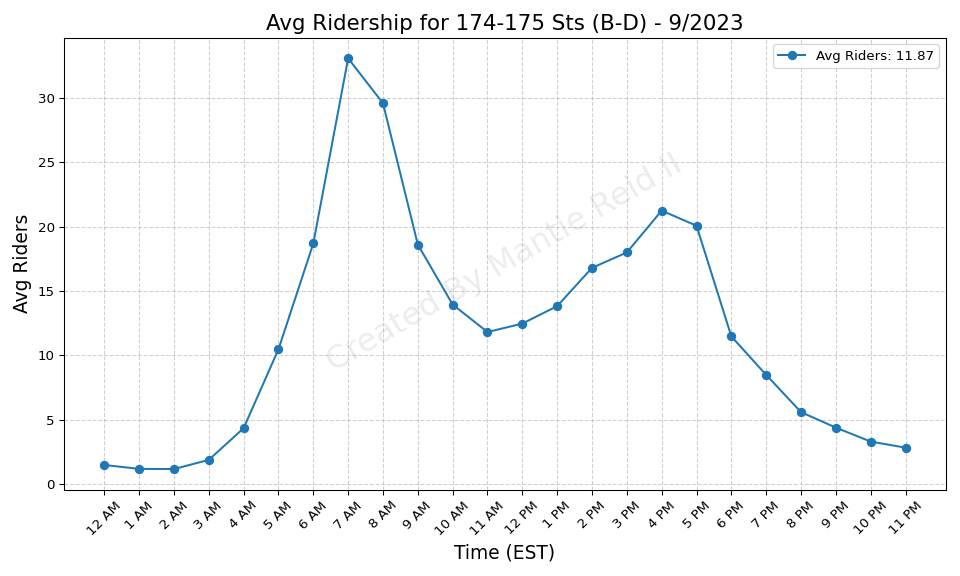 Avg Ridership for 174-175 Sts (B-D) - 9/2023
Avg Riders: 11.87
Avg Riders
30
25
20
15
10
5
0
Created By Mantle Reid II
12 AM
1 AM
2 AM
3 AM
4 AM
5 AM
6 AM
7 AM
8 AM
9 AM
10 AM
11 AM
12 PM
1 PM
2 PM
3 PM
4 PM
5 PM
6 PM
7 PM
8 PM
9 PM
10 PM
11 PM
Time (EST)